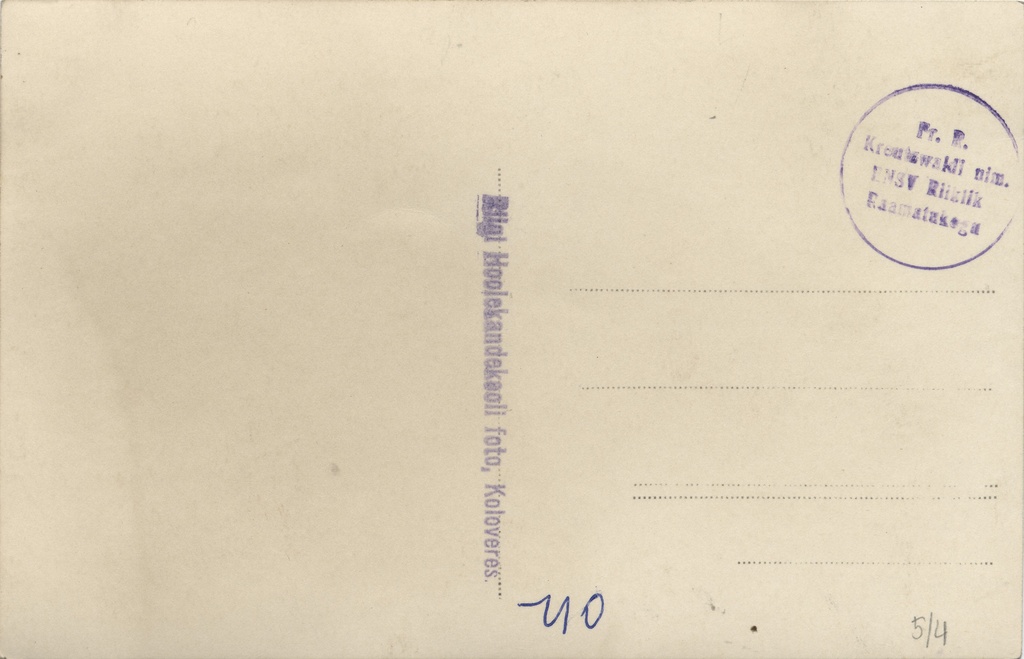 Riigi Hoolekandekooli foto, Koloveres.
Fr. R.
Kreutzwaldi nim.
ENSV Riiklik
Raamatukogu
40
5/4